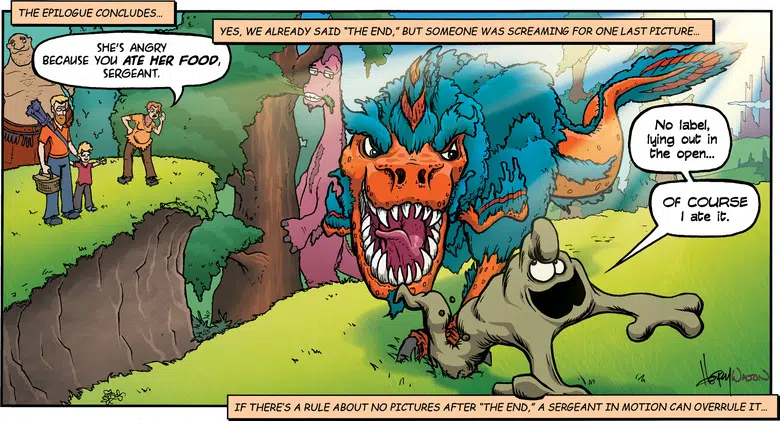 THE EPILOGUE CONCLUDES...
YES, WE ALREADY SAID "THE END," BUT SOMEONE WAS SCREAMING FOR ONE LAST PICTURE...
SHE'S ANGRY
BECAUSE YOU ATE HER FOOD,
SERGEANT.
No label,
lying out in
the open...
OF COURSE
I ate it.
IF THERE'S A RULE ABOUT NO PICTURES AFTER "THE END," A SERGEANT IN MOTION CAN OVERRULE IT...